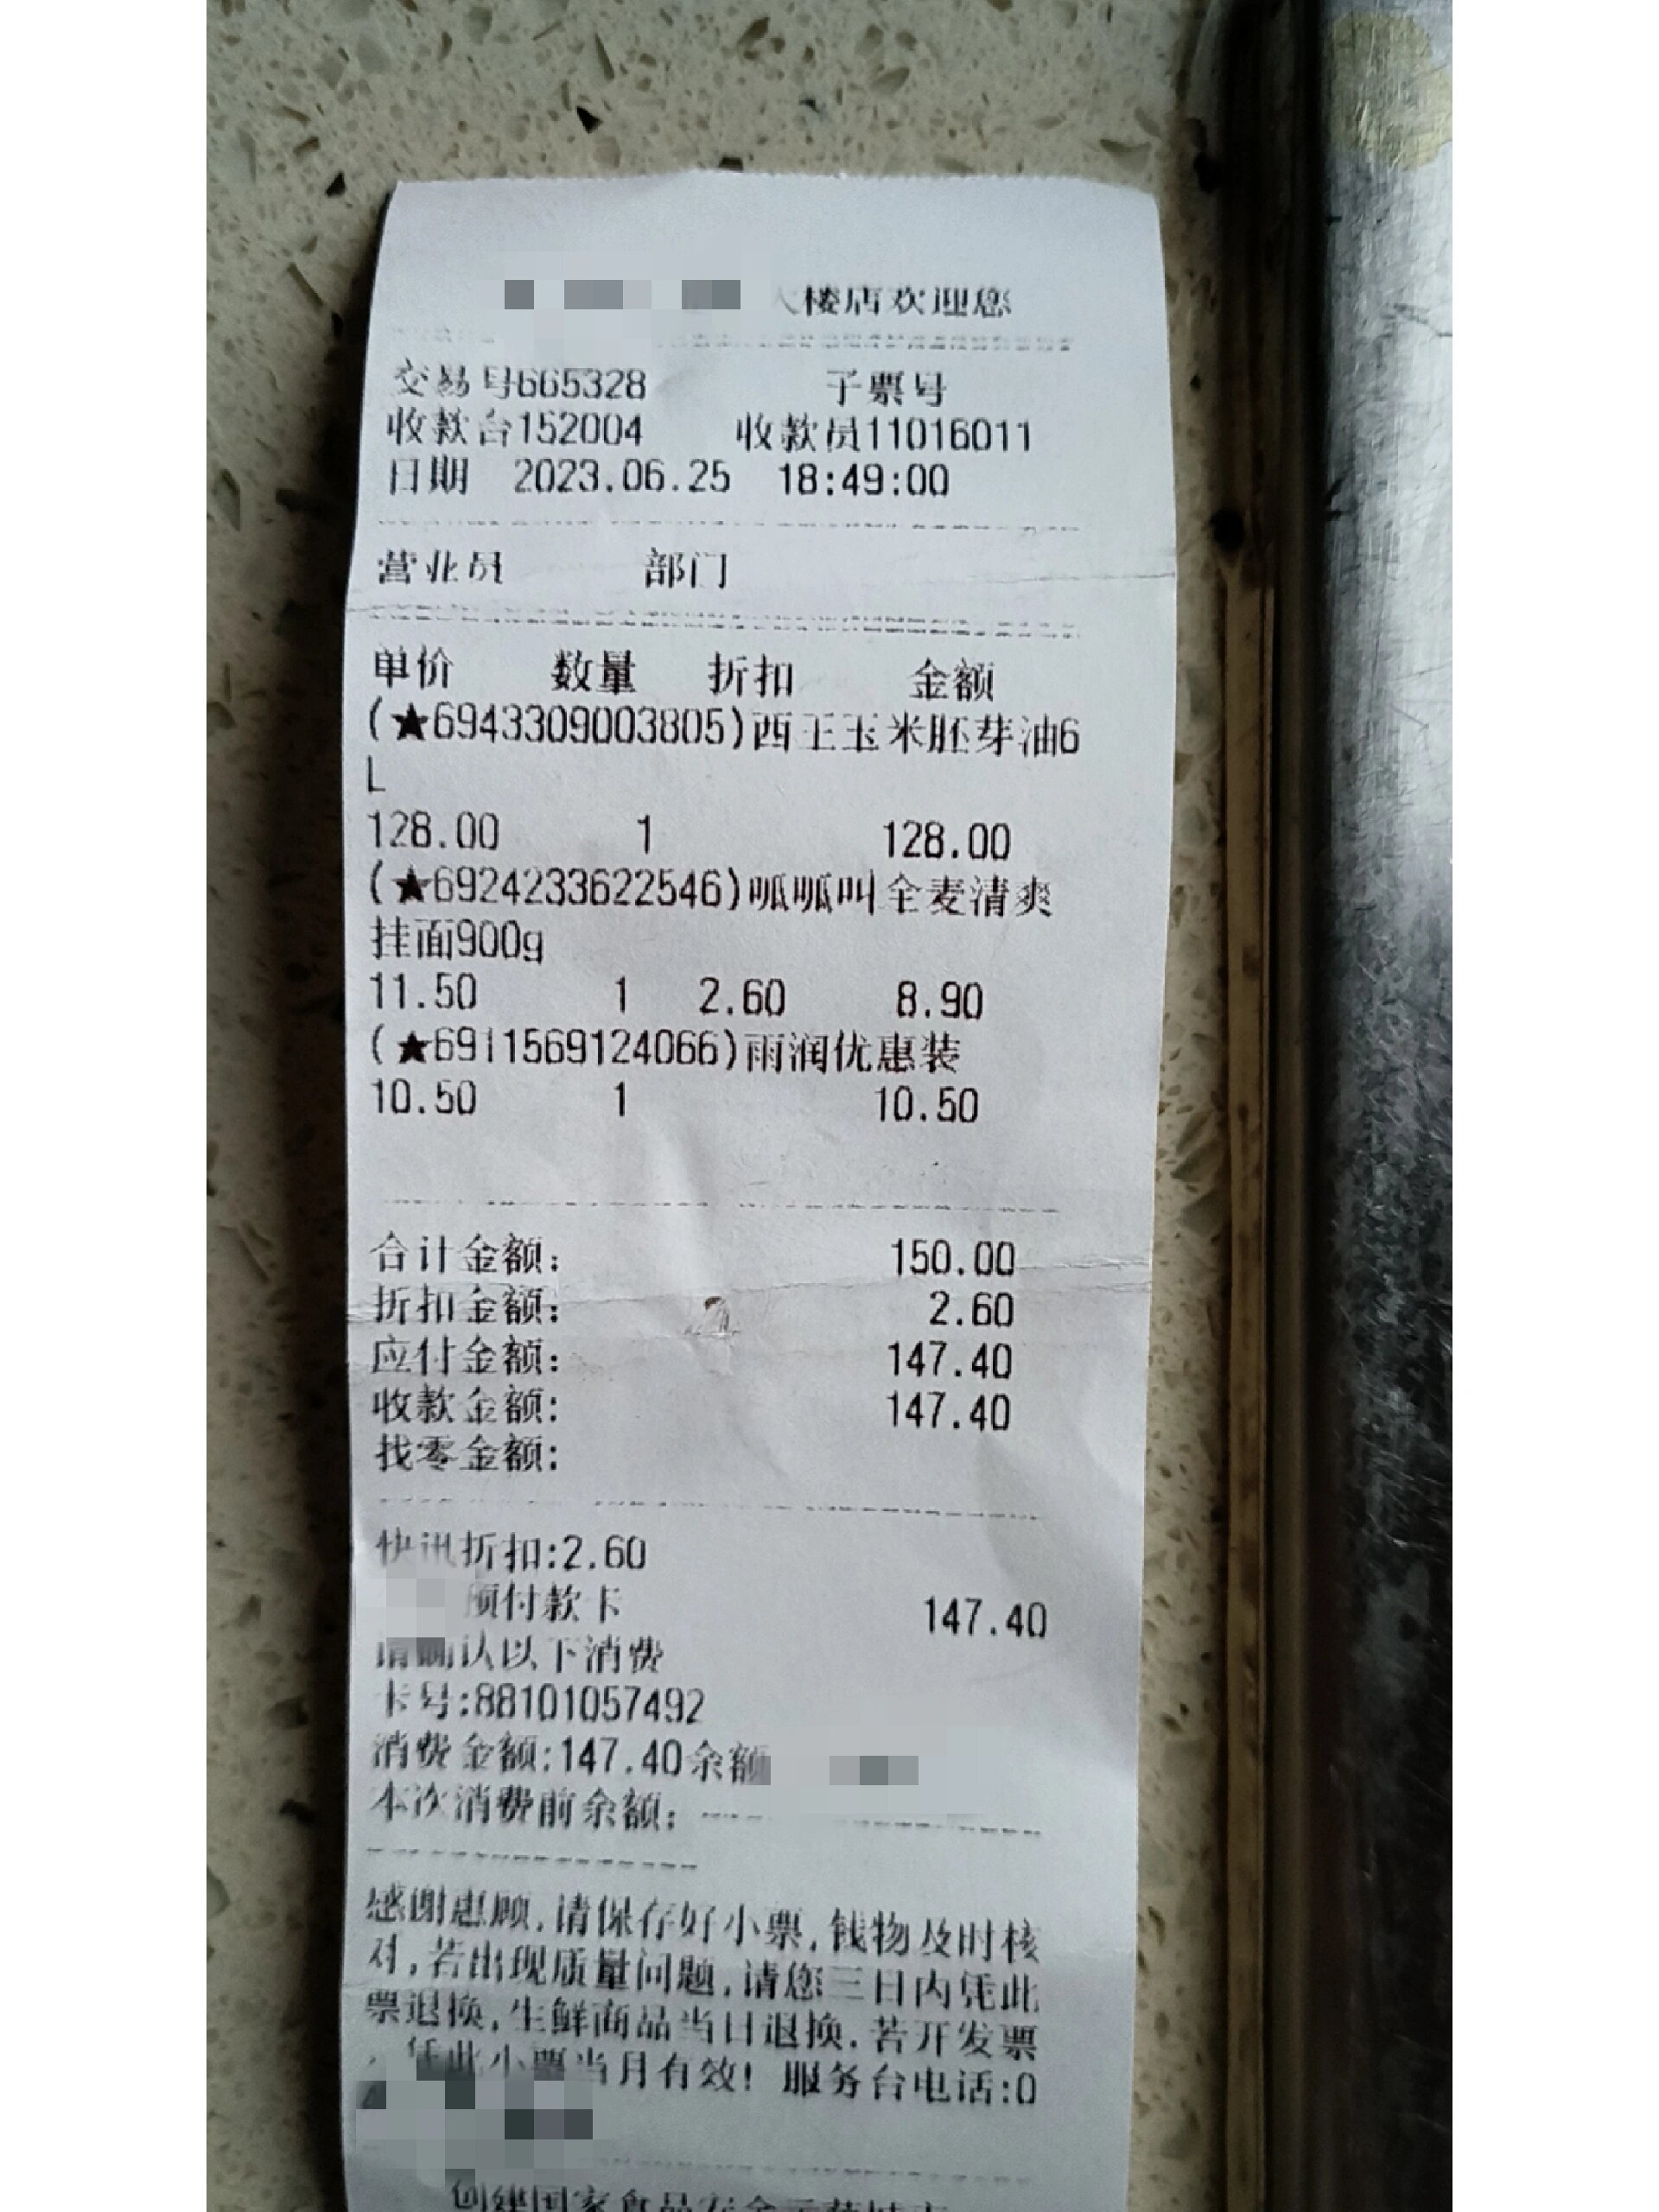 楼店欢迎您
交易号665328 子票号
收款台152004 收款员11016011
日期 2023.06.25 18:49:00
营业员 部门
单价 数量 折扣 金额
(★6943309003805)西王玉米胚芽油6
L
128.00 1 128.00
(★6924233622546)呱呱叫全麦清爽
挂面900g
11.50 1 2.60 8.90
(★6911569124066)雨润优惠装
10.50 1 10.50
合计金额: 150.00
折扣金额: 2.60
应付金额: 147.40
收款金额: 147.40
找零金额:
快讯折扣:2.60
预付款卡 147.40
请确认以下消费
卡号:88101057492
消费金额:147.40余额
本次消费前余额:
感谢惠顾,请保存好小票,钱物及时核
对,若出现质量问题,请您三日内凭此
票退换,生鲜商品当日退换.若开发票
,凭此小票当月有效! 服务台电话:0
创建国家食品安全示范城市